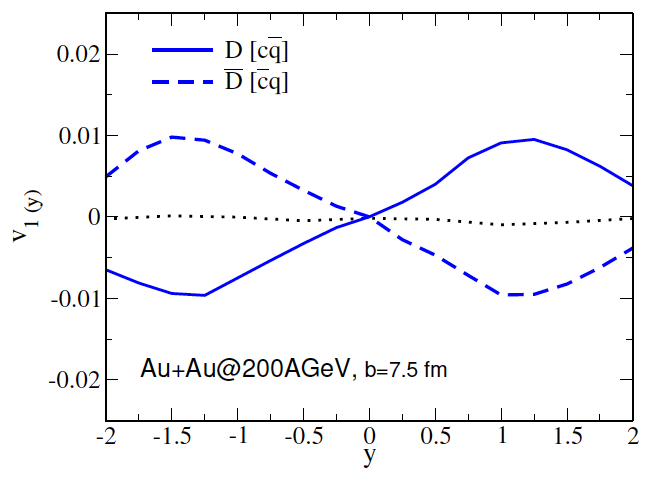 0.02
0.01
0
-0.01
-0.02
v1 (y)
D [cq̅]
D̅ [c̅q]
Au+Au@200AGeV, b=7.5 fm
-2 -1.5 -1 -0.5 0 0.5 1 1.5 2
y